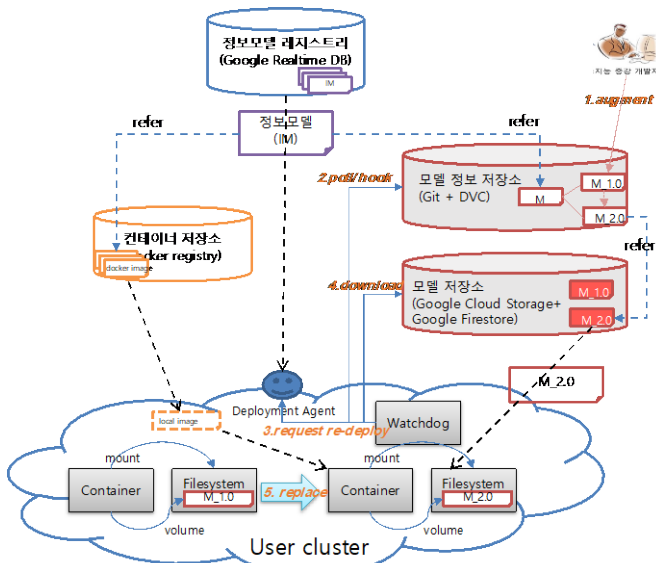 정보모델 레지스트리
(Google Realtime DB)
IM
지능 증강 개발자
1.augment
refer
정보모델
(IM)
refer
2.poll/hook
모델 정보 저장소
(Git + DVC)
M
M_1.0
M_2.0
컨테이너 저장소
docker registry)
docker image
refer
4.download
모델 저장소
(Google Cloud Storage+
Google Firestore)
M_1.0
M_2.0
M_2.0
Deployment Agent
local image
3.request re-deploy
Watchdog
mount
mount
Container
Filesystem
M_1.0
5. replace
Container
Filesystem
M_2.0
volume
volume
User cluster